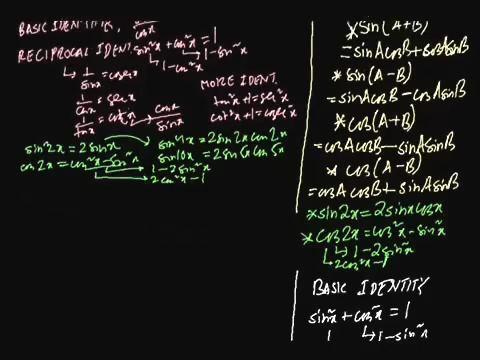 BASIC IDENTITY,
cosx
RECIPROCAL IDENT. sin²x + cos²x = 1
↳ 1 - sin²x
↳ 1 - cos²x
↳ 1/sinx = cosecx
1/cosx = secx
1/tanx = cotx → cosx/sinx
MORE IDENT.
tan²x + 1 = sec²x
cot²x + 1 = cosec²x
sin2x = 2sinx
sin4x = 2sin2x cos2x
cos2x = cos²x - sin²x
sin10x = 2sin5x cos5x
↳ 1 - 2sin²x
↳ 2cos²x - 1
* sin(A+B)
= sinAcosB + cosAsinB
* sin(A-B)
= sinAcosB - cosAsinB
* cos(A+B)
= cosAcosB - sinAsinB
* cos(A-B)
= cosAcosB + sinAsinB
* sin2x = 2sinxcosx
* cos2x = cos²x - sin²x
↳ 1 - 2sin²x
↳ 2cos²x - 1
BASIC IDENTITY
sin²x + cos²x = 1
↳ 1 - sin²x